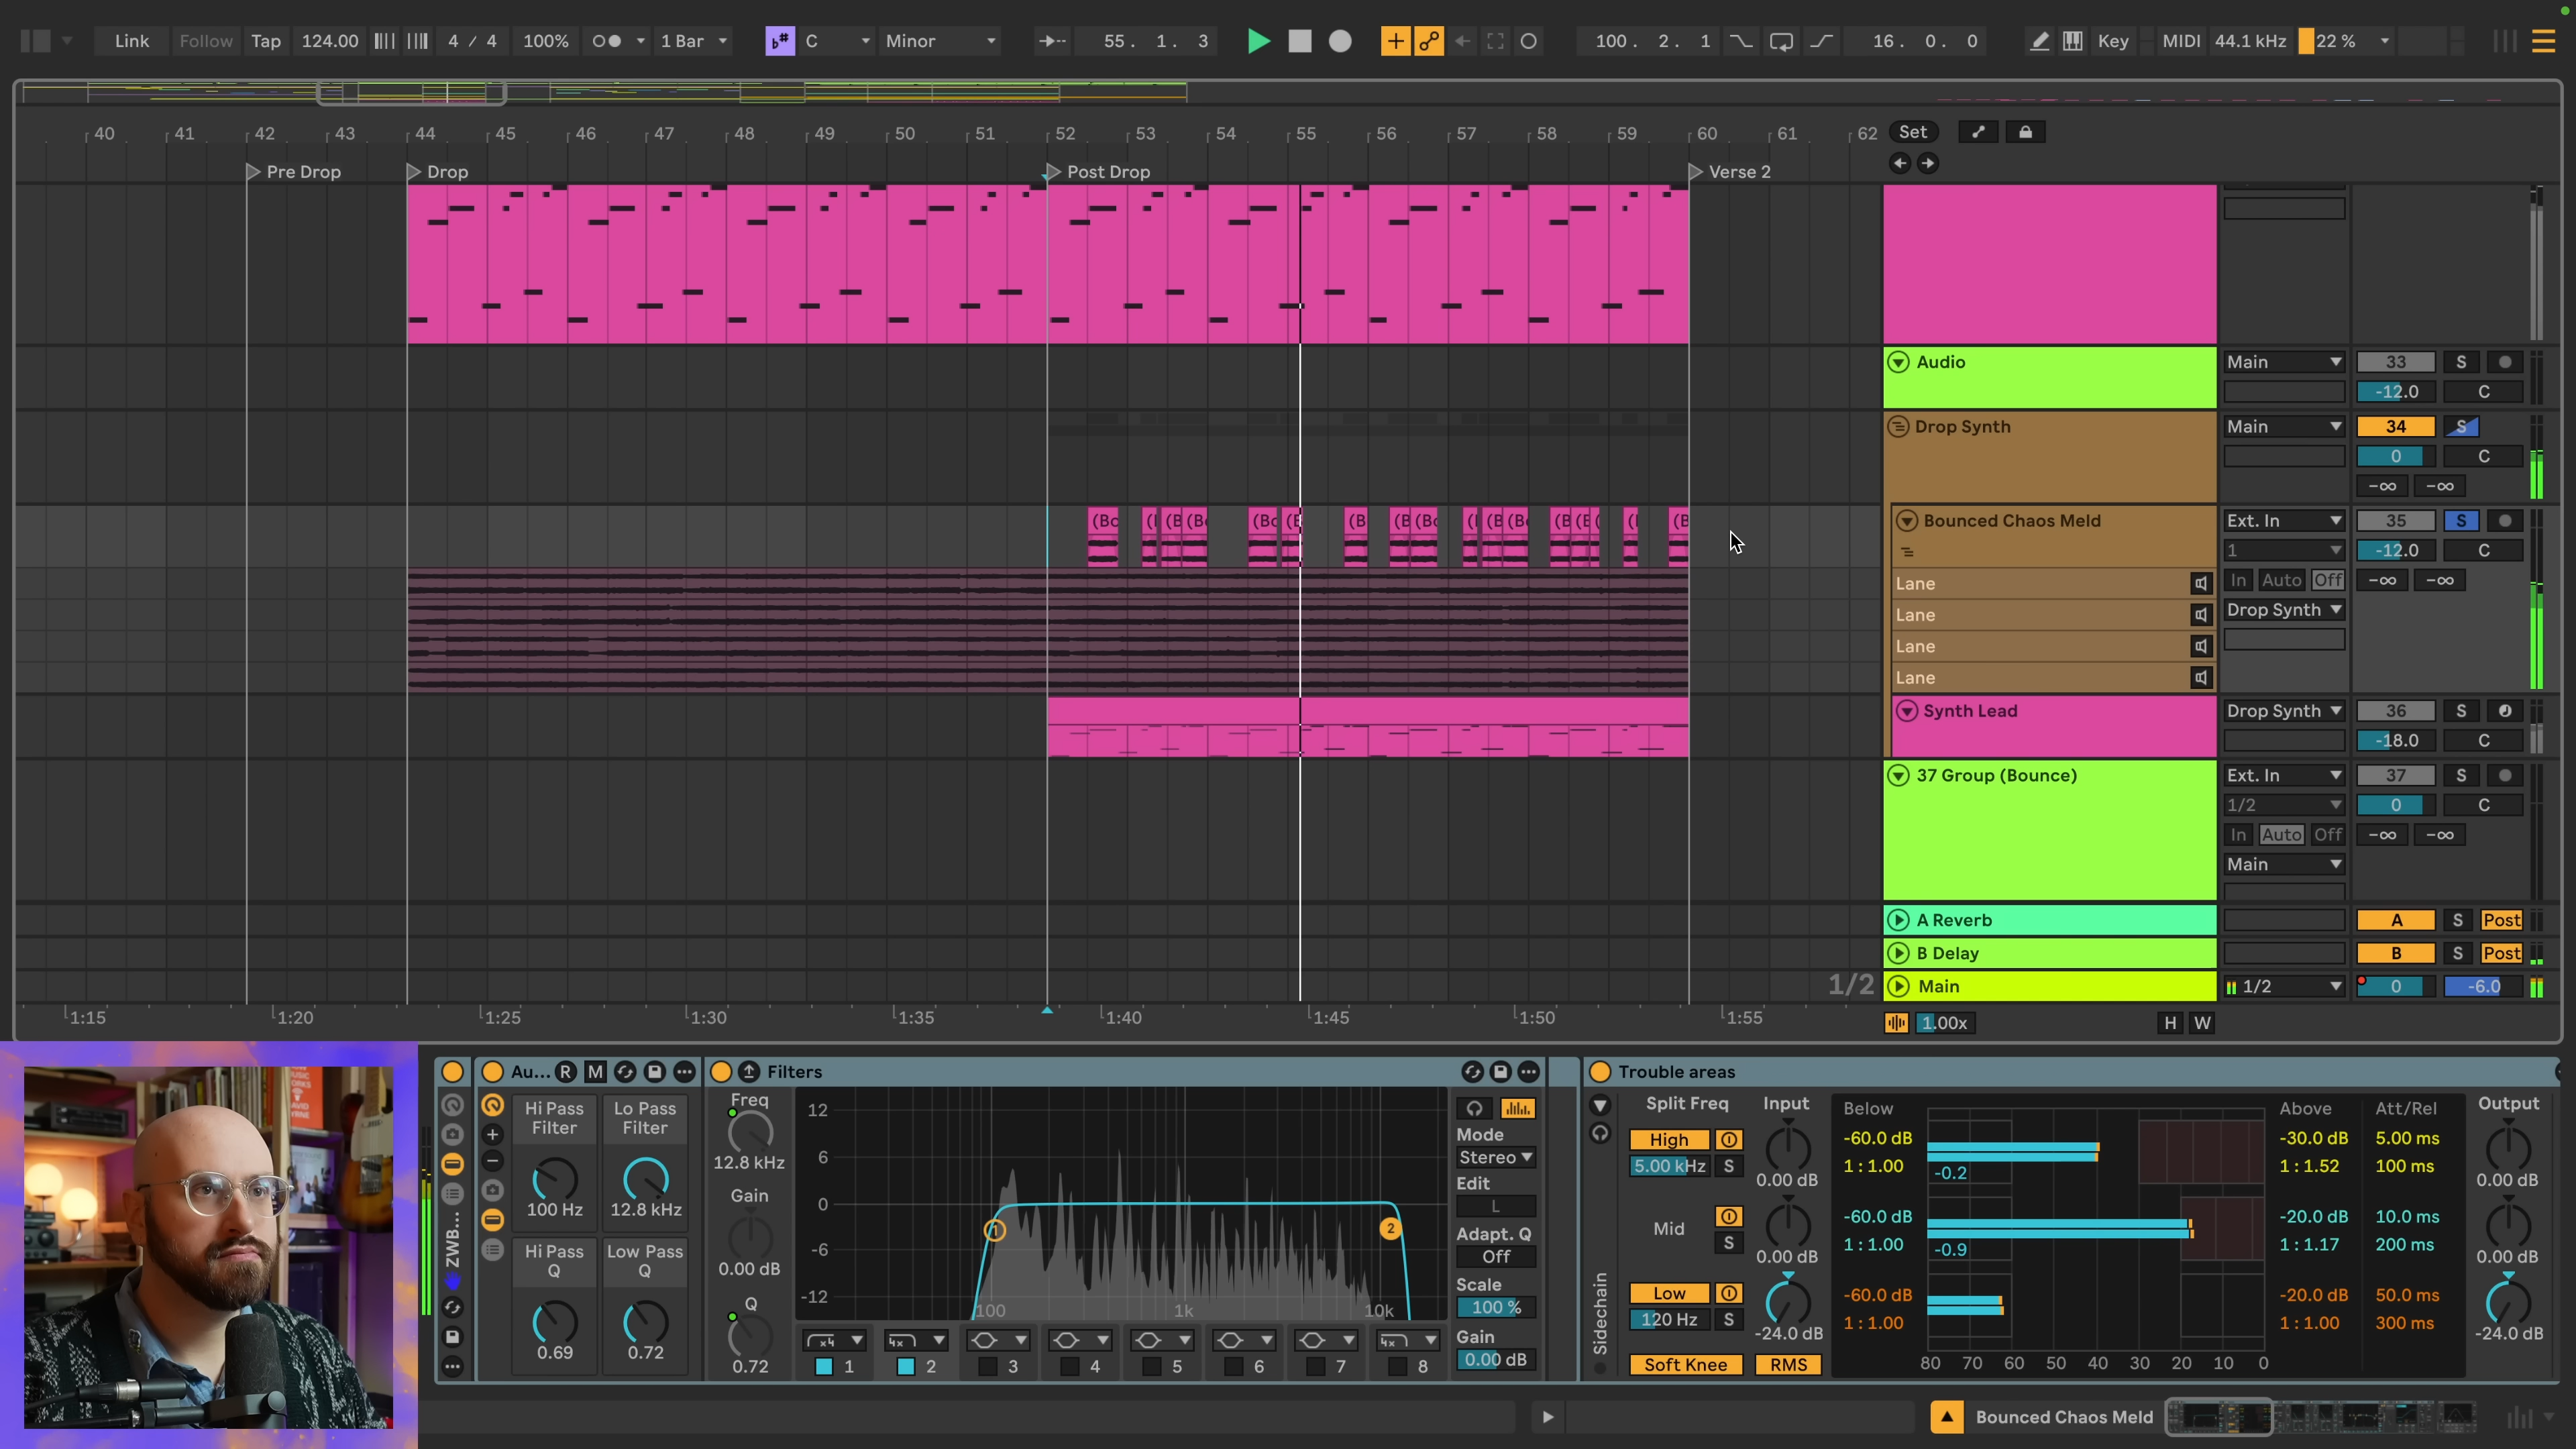 Link Follow Tap 124.00 4 / 4 100% 1 Bar C Minor 55. 1. 3 100. 2. 1 16. 0. 0 Key MIDI 44.1 kHz 22 %
40 41 42 43 44 45 46 47 48 49 50 51 52 53 54 55 56 57 58 59 60 61 62 Set
Pre Drop Drop Post Drop Verse 2
Audio Main 33 S
-12.0 C
Drop Synth Main 34 S
0 C
-∞ -∞
(Bc (B (B( (Bc (B (B( (B( (B (B
Bounced Chaos Meld Ext. In 35 S
1 -12.0 C
Lane In Auto Off -∞ -∞
Lane Drop Synth
Lane
Lane
Synth Lead Drop Synth 36 S
-18.0 C
37 Group (Bounce) Ext. In 37 S
1/2 0 C
In Auto Off -∞ -∞
Main
A Reverb A S Post
B Delay B S Post
1/2 Main 1/2 0 -6.0
1:15 1:20 1:25 1:30 1:35 1:40 1:45 1:50 1:55
1.00x H W
Au... R M
Hi Pass Filter
Lo Pass Filter
100 Hz 12.8 kHz
Hi Pass Q
Low Pass Q
0.69 0.72
ZWB...
Filters
Freq
12.8 kHz
Gain
0.00 dB
Q
0.72
12
6
0
-6
-12
100 1k 10k
1 2
x4 4x 4x
1 2 3 4 5 6 7 8
Mode
Stereo
Edit
L
Adapt. Q
Off
Scale
100 %
Gain
0.00 dB
Trouble areas
Split Freq Input Below Above Att/Rel Output
High -60.0 dB -30.0 dB 5.00 ms
5.00 kHz S 0.00 dB 1 : 1.00 -0.2 1 : 1.52 100 ms 0.00 dB
Mid S 0.00 dB -60.0 dB -20.0 dB 10.0 ms
1 : 1.00 -0.9 1 : 1.17 200 ms 0.00 dB
Low -60.0 dB -20.0 dB 50.0 ms
120 Hz S -24.0 dB 1 : 1.00 1 : 1.00 300 ms -24.0 dB
Sidechain
Soft Knee RMS 80 70 60 50 40 30 20 10 0
Bounced Chaos Meld